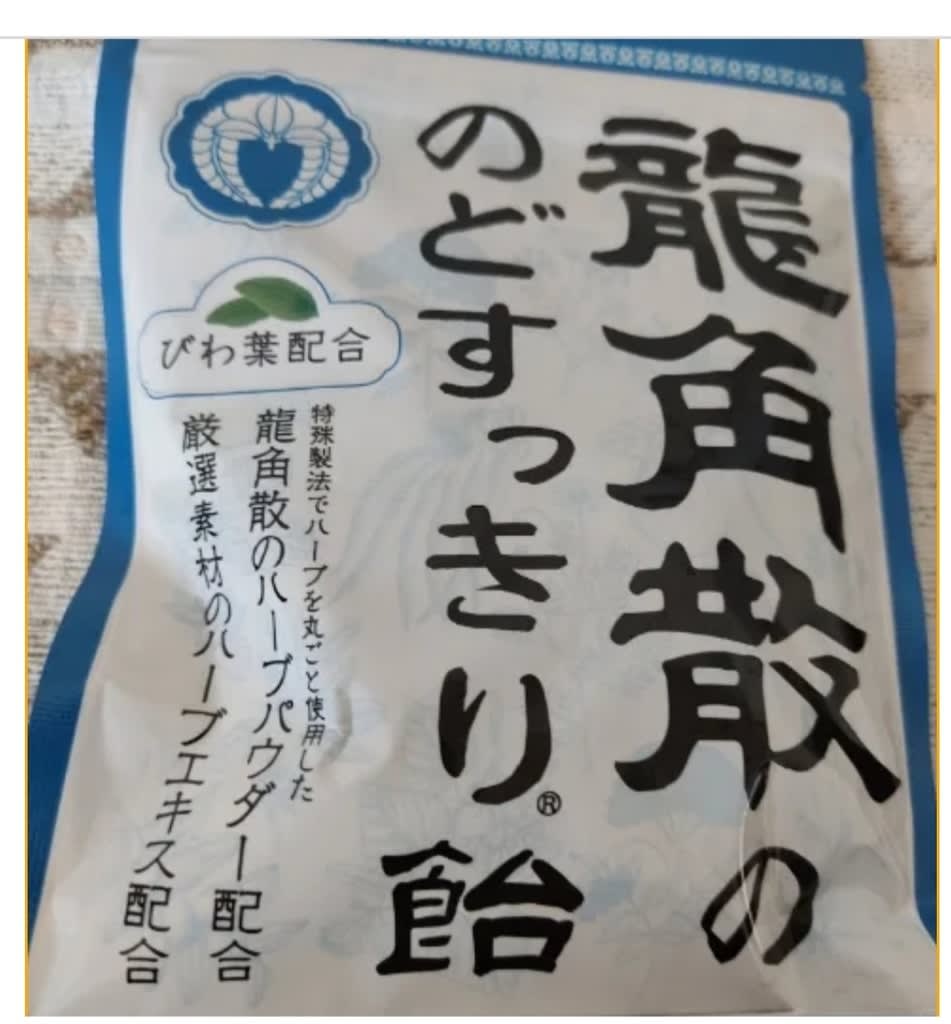 龍角散の
のどすっきり®飴
びわ葉配合
特殊製法でハーブを丸ごと使用した
龍角散のハーブパウダー配合
厳選素材のハーブエキス配合